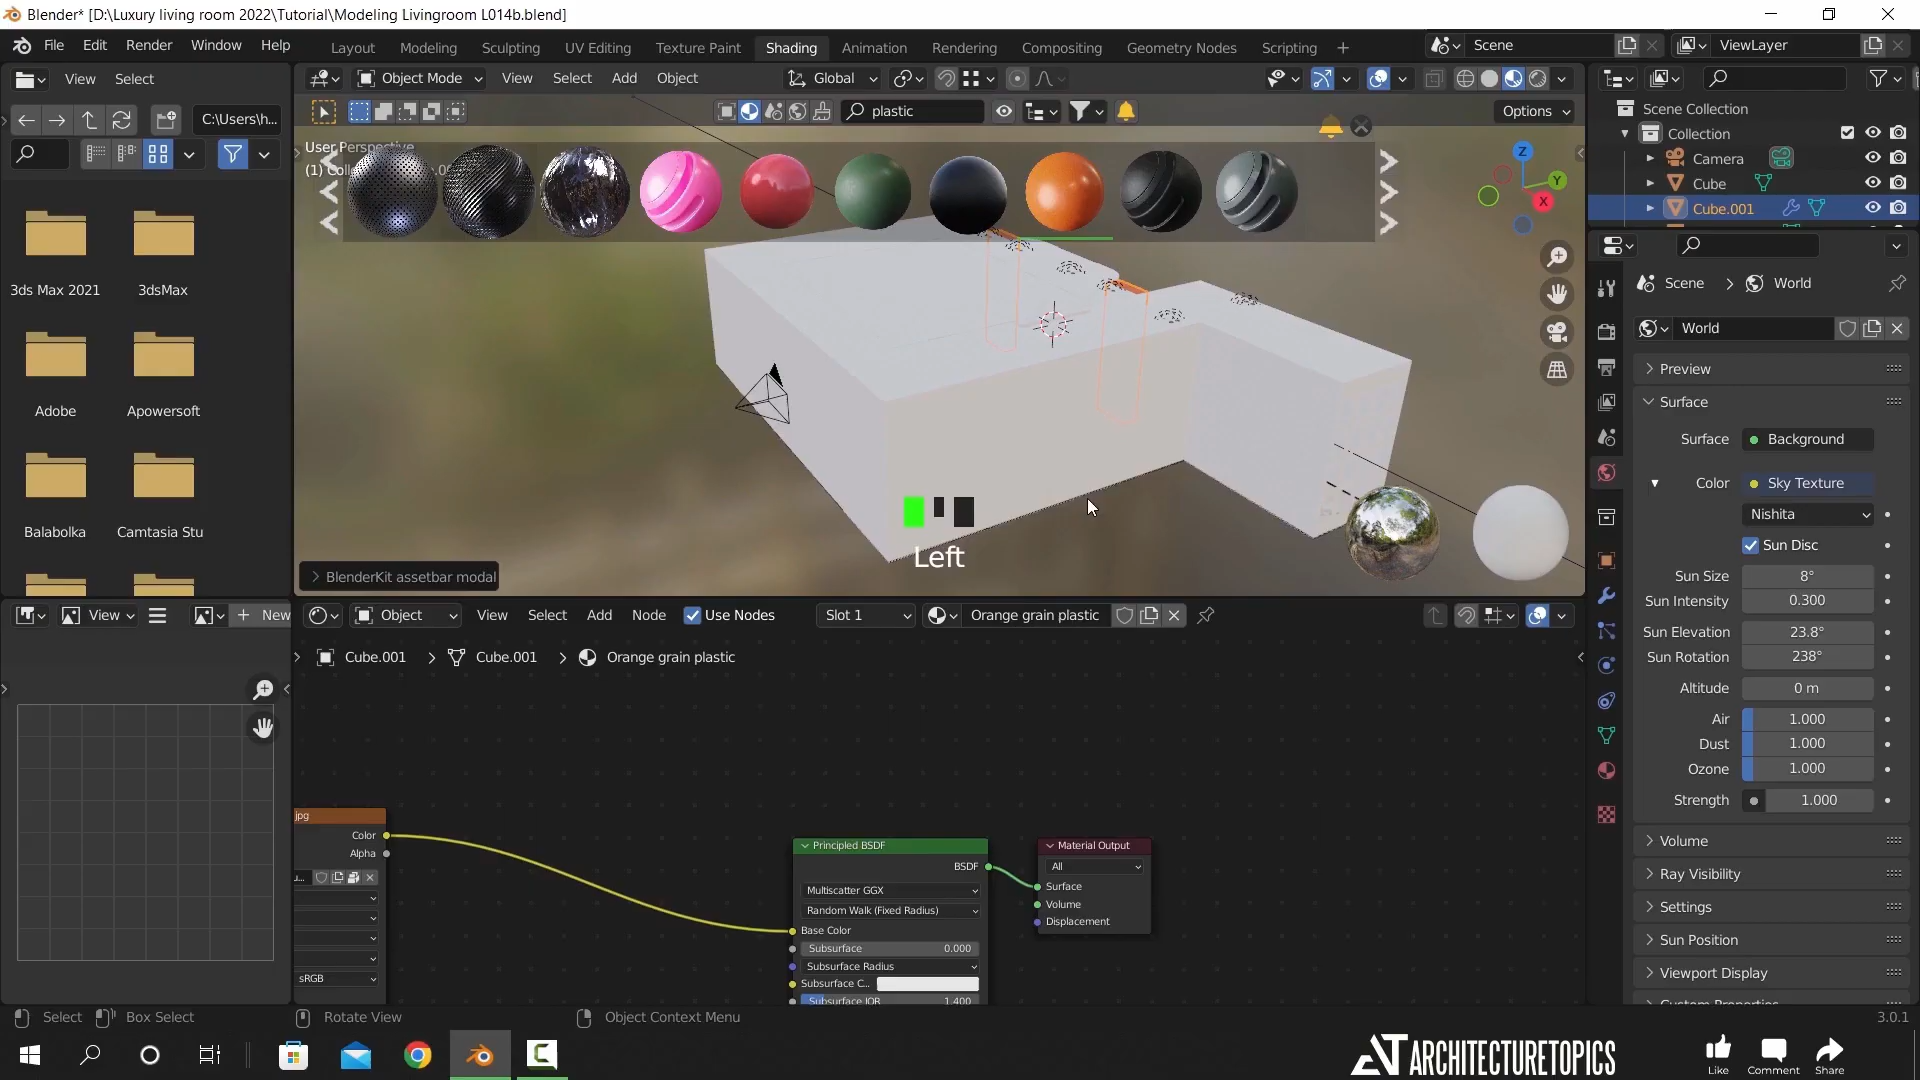 Blender* [D:\Luxury living room 2022\Tutorial\Modeling Livingroom L014b.blend]
File Edit Render Window Help
Layout Modeling Sculpting UV Editing Texture Paint Shading Animation Rendering Compositing Geometry Nodes Scripting
Scene ViewLayer
View Select
Object Mode View Select Add Object Global
C:\Users\h...
plastic
Options
User Perspective
Scene Collection
Collection
Camera
Cube
Cube.001
Z
Y
X
3ds Max 2021 3dsMax
Adobe Apowersoft
Balabolka Camtasia Stu
Left
BlenderKit assetbar modal
Scene > World
World
Preview
Surface
Surface Background
Color Sky Texture
Nishita
Sun Disc
Sun Size 8°
Sun Intensity 0.300
Sun Elevation 23.8°
Sun Rotation 238°
Altitude 0 m
Air 1.000
Dust 1.000
Ozone 1.000
Strength 1.000
Volume
Ray Visibility
Settings
Sun Position
Viewport Display
View New
Object View Select Add Node Use Nodes Slot 1 Orange grain plastic
Cube.001 > Cube.001 > Orange grain plastic
jpg
Color
Alpha
sRGB
Principled BSDF
BSDF
Multiscatter GGX
Random Walk (Fixed Radius)
Base Color
Subsurface 0.000
Subsurface Radius
Subsurface C...
Subsurface IOR 1.400
Material Output
All
Surface
Volume
Displacement
Select Box Select Rotate View Object Context Menu 3.0.1
ARCHITECTURETOPICS
Like Comment Share